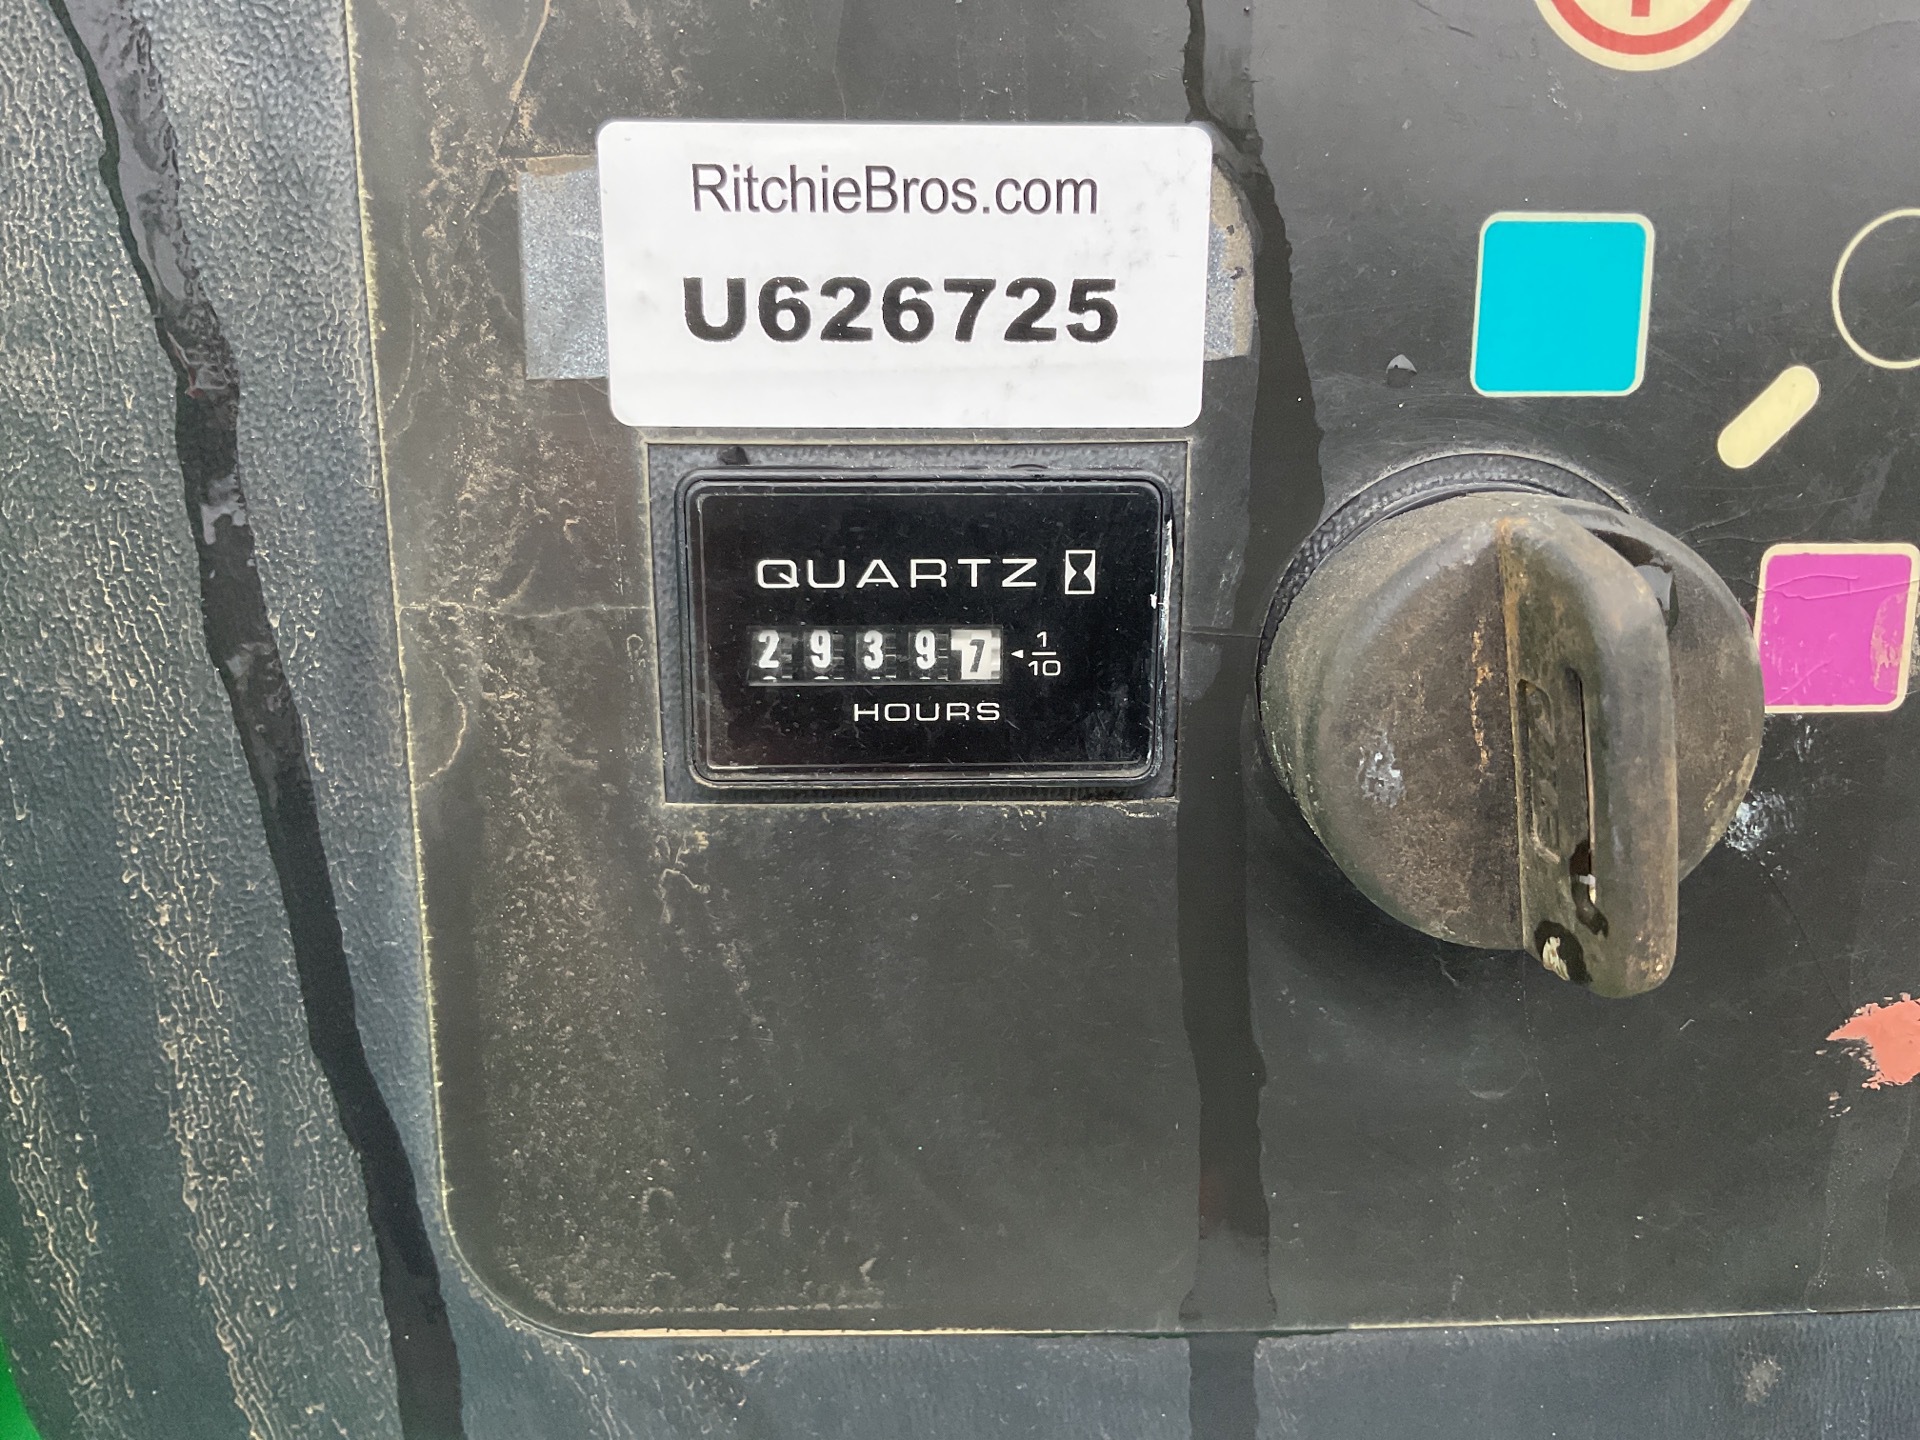 RitchieBros.com
U626725
QUARTZ
29397 ◄ 1/10
HOURS